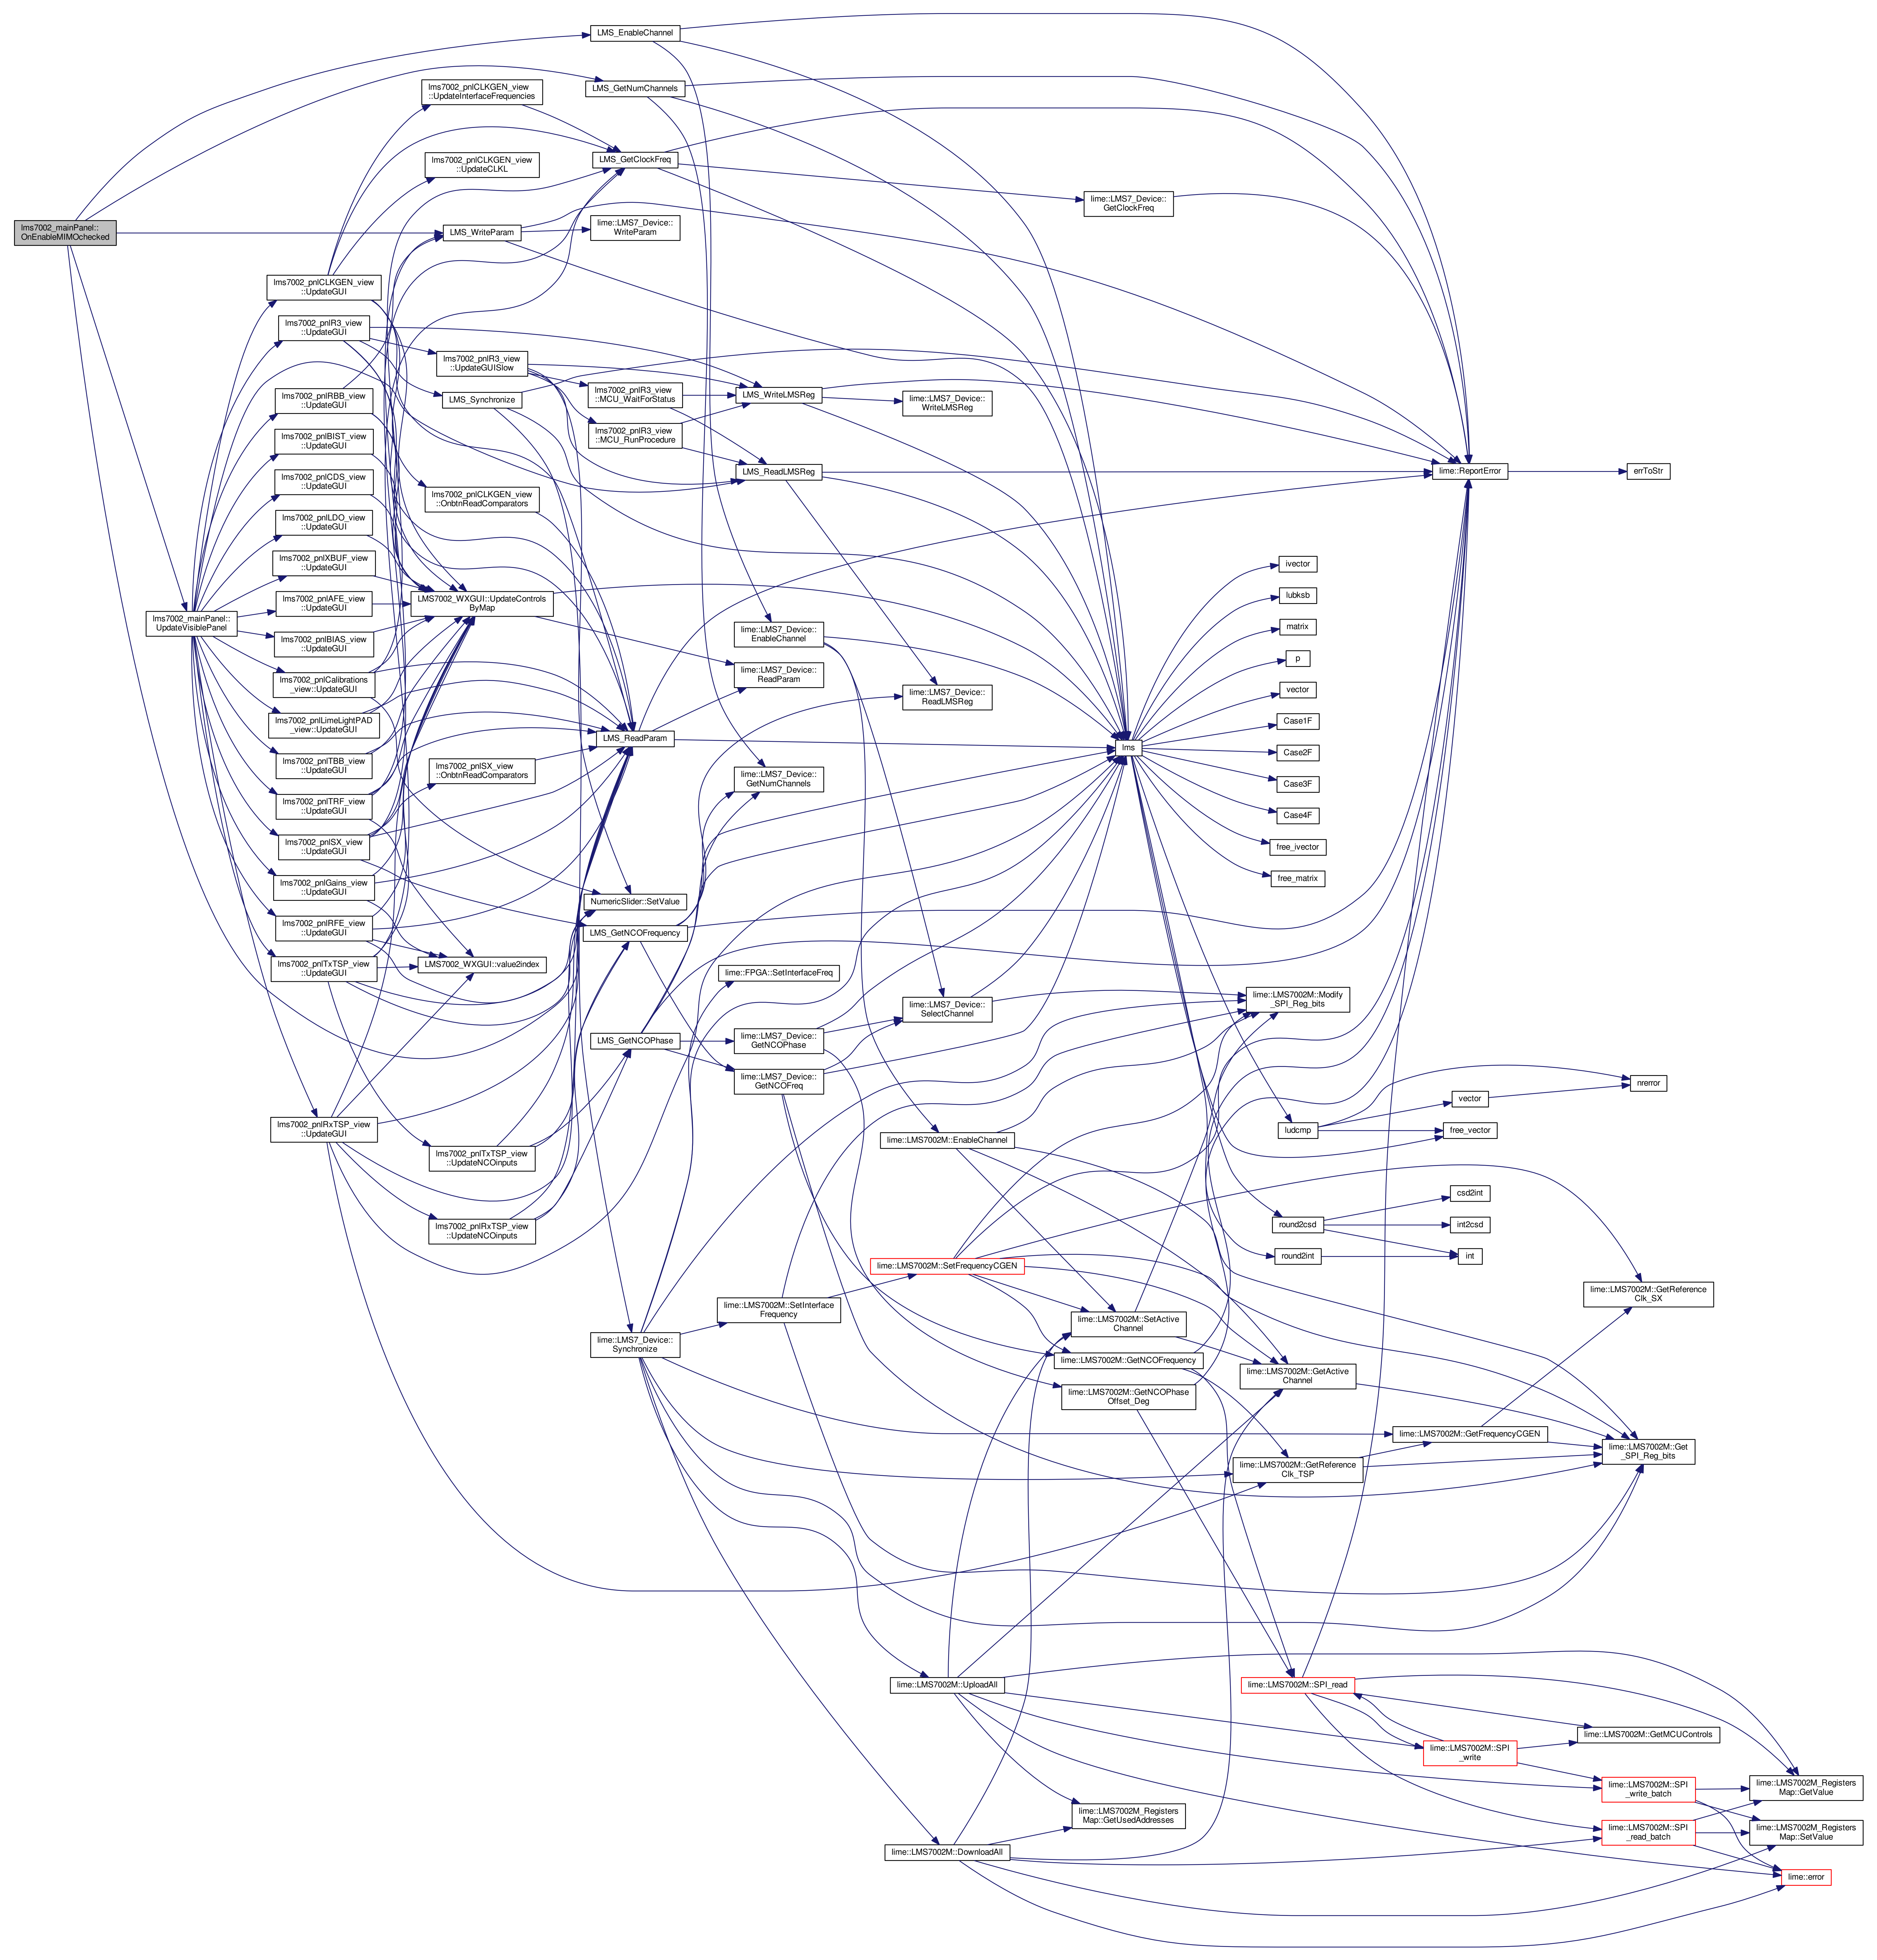 lms7002_mainPanel::
OnEnableMIMOchecked
lms7002_mainPanel::
UpdateVisiblePanel
lms7002_pnlCLKGEN_view
::UpdateGUI
lms7002_pnlR3_view
::UpdateGUI
lms7002_pnlRBB_view
::UpdateGUI
lms7002_pnlBIST_view
::UpdateGUI
lms7002_pnlCDS_view
::UpdateGUI
lms7002_pnlLDO_view
::UpdateGUI
lms7002_pnlXBUF_view
::UpdateGUI
lms7002_pnlAFE_view
::UpdateGUI
lms7002_pnlBIAS_view
::UpdateGUI
lms7002_pnlCalibrations
_view::UpdateGUI
lms7002_pnlLimeLightPAD
_view::UpdateGUI
lms7002_pnlTBB_view
::UpdateGUI
lms7002_pnlTRF_view
::UpdateGUI
lms7002_pnlSX_view
::UpdateGUI
lms7002_pnlGains_view
::UpdateGUI
lms7002_pnlRFE_view
::UpdateGUI
lms7002_pnlTxTSP_view
::UpdateGUI
lms7002_pnlRxTSP_view
::UpdateGUI
lms7002_pnlCLKGEN_view
::UpdateInterfaceFrequencies
lms7002_pnlCLKGEN_view
::UpdateCLKL
LMS_WriteParam
lms7002_pnlR3_view
::UpdateGUISlow
LMS_Synchronize
lms7002_pnlCLKGEN_view
::OnbtnReadComparators
LMS7002_WXGUI::UpdateControls
ByMap
lms7002_pnlSX_view
::OnbtnReadComparators
LMS7002_WXGUI::value2index
lms7002_pnlTxTSP_view
::UpdateNCOinputs
lms7002_pnlRxTSP_view
::UpdateNCOinputs
LMS_EnableChannel
LMS_GetNumChannels
LMS_GetClockFreq
lime::LMS7_Device::
WriteParam
lms7002_pnlR3_view
::MCU_WaitForStatus
lms7002_pnlR3_view
::MCU_RunProcedure
LMS_ReadParam
NumericSlider::SetValue
LMS_GetNCOFrequency
LMS_GetNCOPhase
lime::LMS7_Device::
Synchronize
LMS_WriteLMSReg
LMS_ReadLMSReg
lime::LMS7_Device::
EnableChannel
lime::LMS7_Device::
ReadParam
lime::LMS7_Device::
GetNumChannels
lime::FPGA::SetInterfaceFreq
lime::LMS7_Device::
GetNCOPhase
lime::LMS7_Device::
GetNCOFreq
lime::LMS7002M::SetInterface
Frequency
lime::LMS7_Device::
WriteLMSReg
lime::LMS7_Device::
ReadLMSReg
lime::LMS7_Device::
SelectChannel
lime::LMS7002M::EnableChannel
lime::LMS7002M::SetFrequencyCGEN
lime::LMS7002M::UploadAll
lime::LMS7002M::DownloadAll
lime::LMS7_Device::
GetClockFreq
lms
lime::LMS7002M::SetActive
Channel
lime::LMS7002M::GetNCOFrequency
lime::LMS7002M::GetNCOPhase
Offset_Deg
lime::LMS7002M_Registers
Map::GetUsedAddresses
ivector
lubksb
matrix
p
vector
Case1F
Case2F
Case3F
Case4F
free_ivector
free_matrix
lime::LMS7002M::Modify
_SPI_Reg_bits
ludcmp
round2csd
round2int
lime::LMS7002M::GetActive
Channel
lime::LMS7002M::GetReference
Clk_TSP
lime::LMS7002M::SPI_read
lime::ReportError
vector
free_vector
csd2int
int2csd
int
lime::LMS7002M::GetFrequencyCGEN
lime::LMS7002M::SPI
_write
errToStr
nrerror
lime::LMS7002M::GetReference
Clk_SX
lime::LMS7002M::Get
_SPI_Reg_bits
lime::LMS7002M::GetMCUControls
lime::LMS7002M::SPI
_write_batch
lime::LMS7002M::SPI
_read_batch
lime::LMS7002M_Registers
Map::GetValue
lime::LMS7002M_Registers
Map::SetValue
lime::error